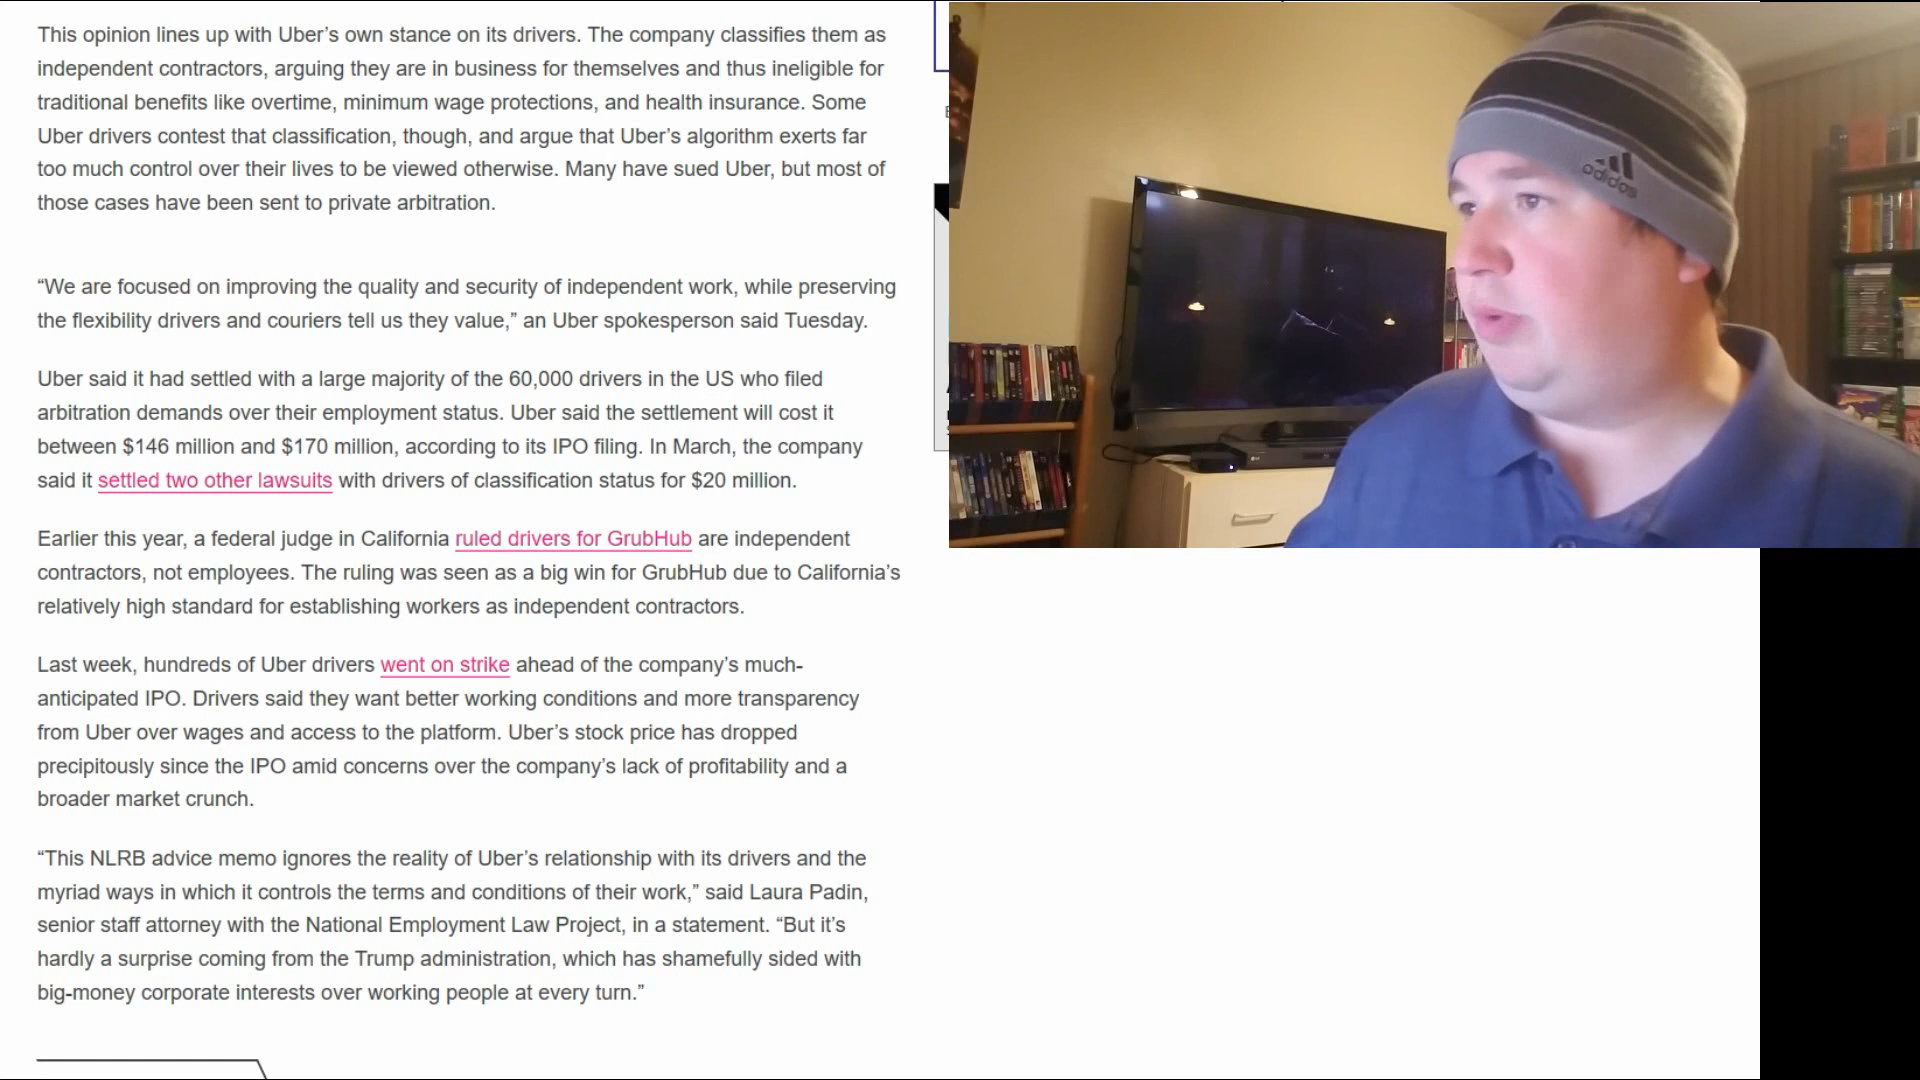 This opinion lines up with Uber’s own stance on its drivers. The company classifies them as
independent contractors, arguing they are in business for themselves and thus ineligible for
traditional benefits like overtime, minimum wage protections, and health insurance. Some
Uber drivers contest that classification, though, and argue that Uber’s algorithm exerts far
too much control over their lives to be viewed otherwise. Many have sued Uber, but most of
those cases have been sent to private arbitration.
“We are focused on improving the quality and security of independent work, while preserving
the flexibility drivers and couriers tell us they value,” an Uber spokesperson said Tuesday.
Uber said it had settled with a large majority of the 60,000 drivers in the US who filed
arbitration demands over their employment status. Uber said the settlement will cost it
between $146 million and $170 million, according to its IPO filing. In March, the company
said it settled two other lawsuits with drivers of classification status for $20 million.
Earlier this year, a federal judge in California ruled drivers for GrubHub are independent
contractors, not employees. The ruling was seen as a big win for GrubHub due to California’s
relatively high standard for establishing workers as independent contractors.
Last week, hundreds of Uber drivers went on strike ahead of the company’s much-
anticipated IPO. Drivers said they want better working conditions and more transparency
from Uber over wages and access to the platform. Uber’s stock price has dropped
precipitously since the IPO amid concerns over the company’s lack of profitability and a
broader market crunch.
“This NLRB advice memo ignores the reality of Uber’s relationship with its drivers and the
myriad ways in which it controls the terms and conditions of their work,” said Laura Padin,
senior staff attorney with the National Employment Law Project, in a statement. “But it’s
hardly a surprise coming from the Trump administration, which has shamefully sided with
big-money corporate interests over working people at every turn.”
adidas